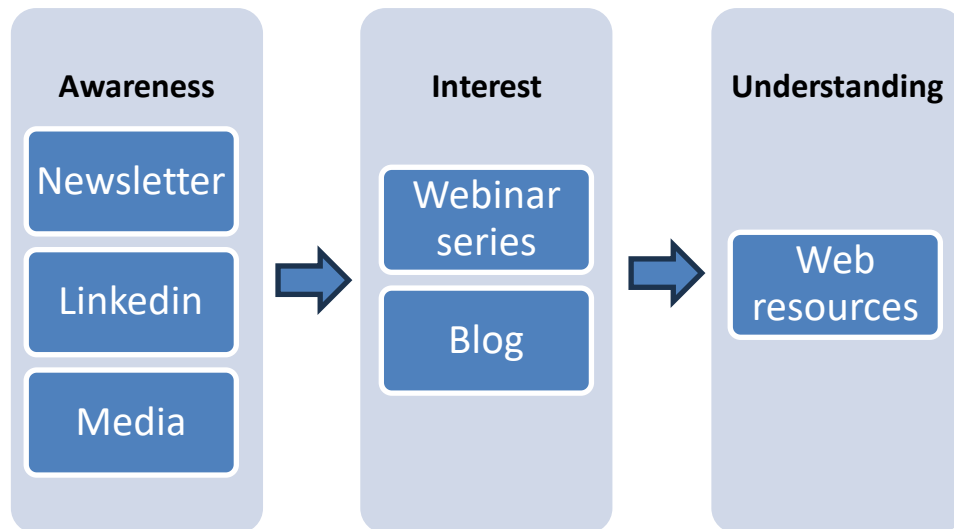 Awareness
Newsletter
Linkedin
Media
Interest
Webinar
series
Blog
Understanding
Web
resources